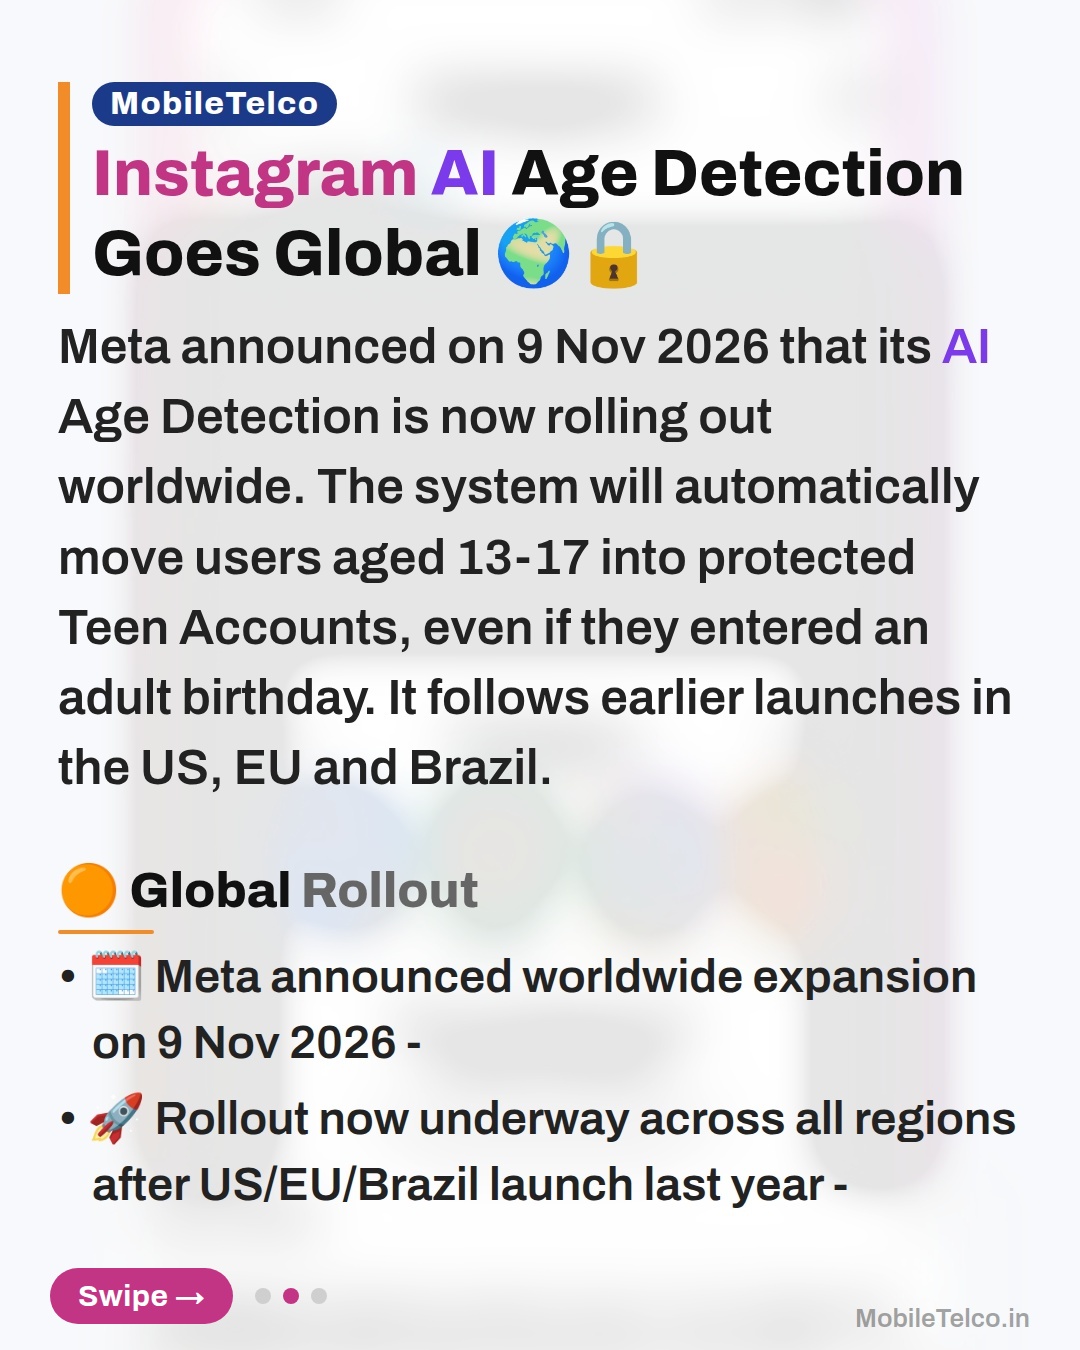 MobileTelco
Instagram AI Age Detection
Goes Global 🌍🔒
Meta announced on 9 Nov 2026 that its AI
Age Detection is now rolling out
worldwide. The system will automatically
move users aged 13-17 into protected
Teen Accounts, even if they entered an
adult birthday. It follows earlier launches in
the US, EU and Brazil.
🟠 Global Rollout
• 🗓️ Meta announced worldwide expansion
on 9 Nov 2026 -
• 🚀 Rollout now underway across all regions
after US/EU/Brazil launch last year -
Swipe →
MobileTelco.in